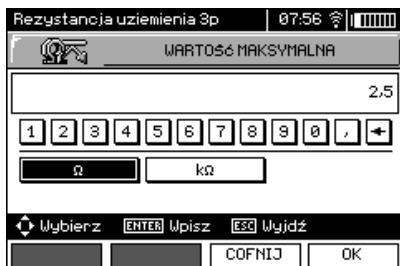 Rezystancja uziemienia 3p 07:56
WARTOŚĆ MAKSYMALNA
2,5
1 2 3 4 5 6 7 8 9 0 , ←
Ω kΩ
Wybierz ENTER Wpisz ESC Wyjdź
COFNIJ OK